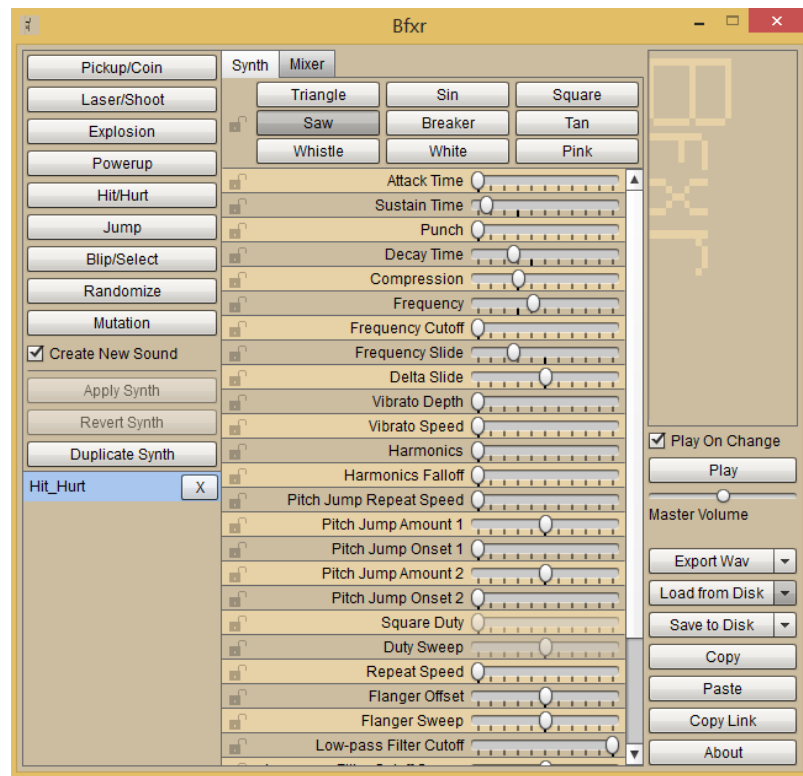 Bfxr
Pickup/Coin
Laser/Shoot
Explosion
Powerup
Hit/Hurt
Jump
Blip/Select
Randomize
Mutation
Create New Sound
Apply Synth
Revert Synth
Duplicate Synth
Hit_Hurt X
Synth Mixer
Triangle Sin Square
Saw Breaker Tan
Whistle White Pink
Attack Time
Sustain Time
Punch
Decay Time
Compression
Frequency
Frequency Cutoff
Frequency Slide
Delta Slide
Vibrato Depth
Vibrato Speed
Harmonics
Harmonics Falloff
Pitch Jump Repeat Speed
Pitch Jump Amount 1
Pitch Jump Onset 1
Pitch Jump Amount 2
Pitch Jump Onset 2
Square Duty
Duty Sweep
Repeat Speed
Flanger Offset
Flanger Sweep
Low-pass Filter Cutoff
Bfxr
Play On Change
Play
Master Volume
Export Wav
Load from Disk
Save to Disk
Copy
Paste
Copy Link
About